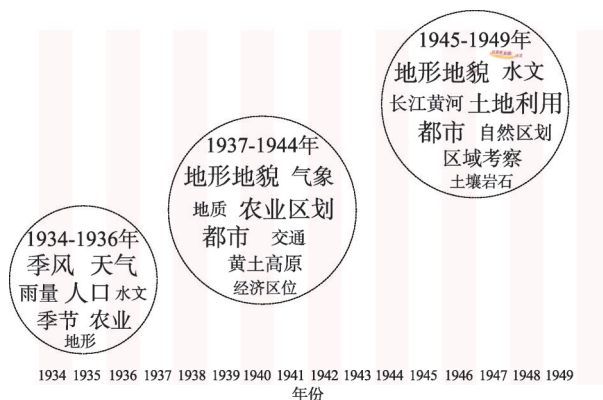 1945-1949年
地形地貌 水文
长江黄河 土地利用
都市 自然区划
区域考察
土壤岩石
1937-1944年
地形地貌 气象
地质 农业区划
都市 交通
黄土高原
经济区位
1934-1936年
季风 天气
雨量 人口 水文
季节 农业
地形
1934 1935 1936 1937 1938 1939 1940 1941 1942 1943 1944 1945 1946 1947 1948 1949
年份